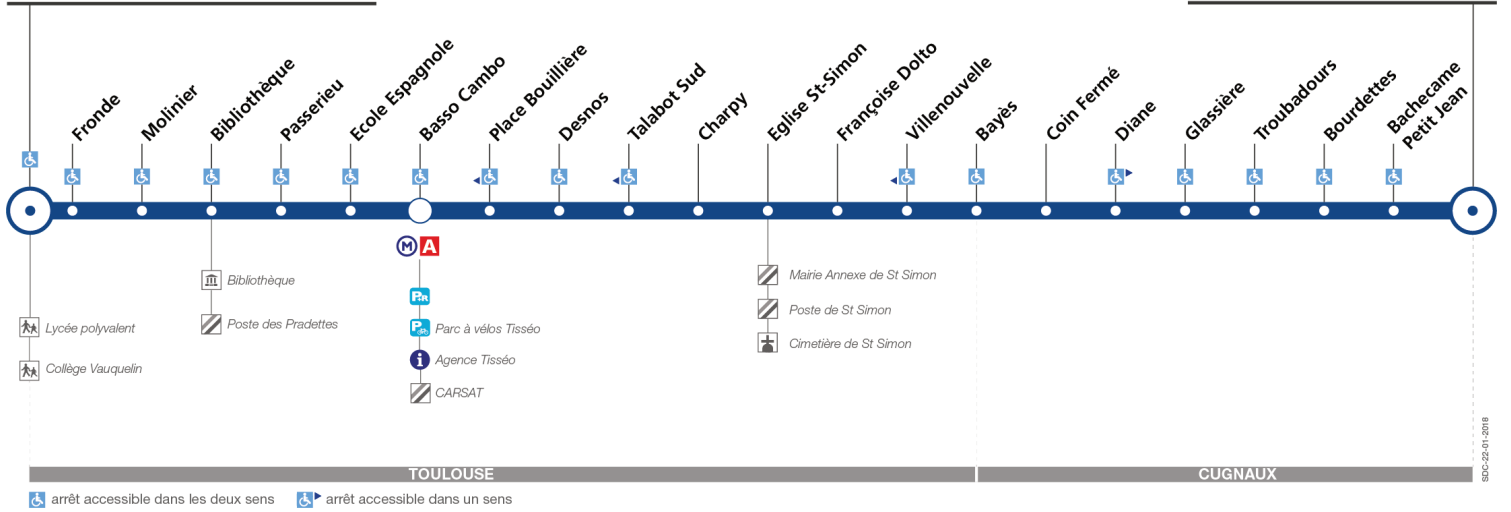 Fronde
Molinier
Bibliothèque
Passerieu
Ecole Espagnole
Basso Cambo
Place Bouillière
Desnos
Talabot Sud
Charpy
Eglise St-Simon
Françoise Dolto
Villenouvelle
Bayès
Coin Fermé
Diane
Glassière
Troubadours
Bourdettes
Bachecame
Petit Jean
M A
P+R
P
i
Lycée polyvalent
Collège Vauquelin
Bibliothèque
Poste des Pradettes
Parc à vélos Tisséo
Agence Tisséo
CARSAT
Mairie Annexe de St Simon
Poste de St Simon
Cimetière de St Simon
TOULOUSE
CUGNAUX
SDC-22-01-2018
arrêt accessible dans les deux sens
arrêt accessible dans un sens